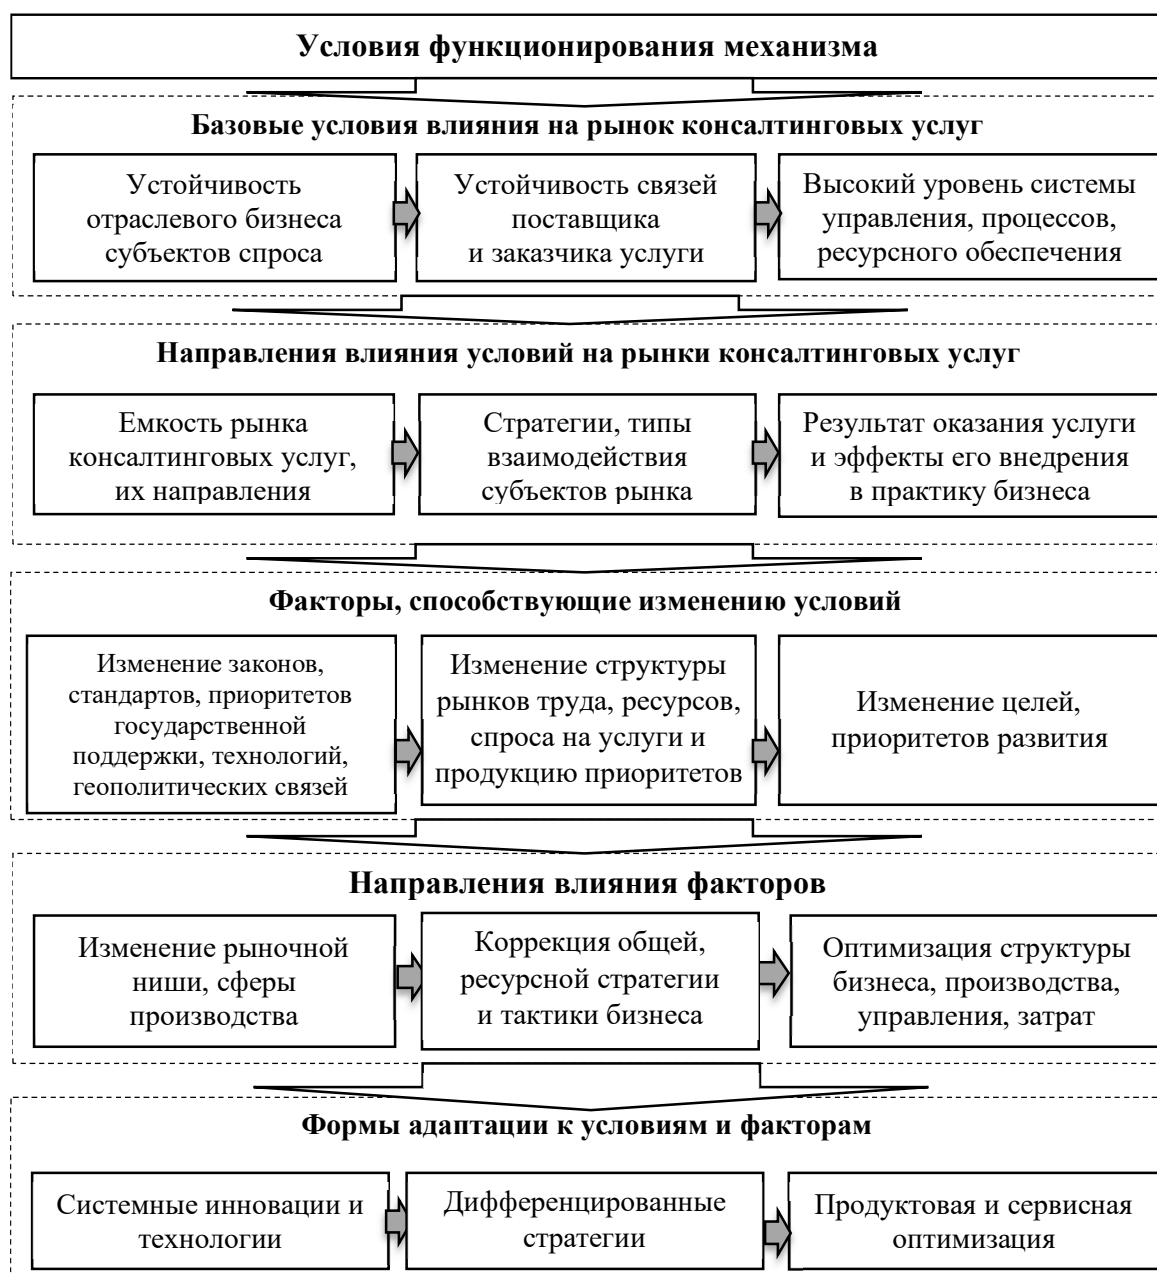 Условия функционирования механизма
Базовые условия влияния на рынок консалтинговых услуг
Устойчивость
отраслевого бизнеса
субъектов спроса
Устойчивость связей
поставщика
и заказчика услуги
Высокий уровень системы
управления, процессов,
ресурсного обеспечения
Направления влияния условий на рынки консалтинговых услуг
Емкость рынка
консалтинговых услуг,
их направления
Стратегии, типы
взаимодействия
субъектов рынка
Результат оказания услуги
и эффекты его внедрения
в практику бизнеса
Факторы, способствующие изменению условий
Изменение законов,
стандартов, приоритетов
государственной
поддержки, технологий,
геополитических связей
Изменение структуры
рынков труда, ресурсов,
спроса на услуги и
продукцию приоритетов
Изменение целей,
приоритетов развития
Направления влияния факторов
Изменение рыночной
ниши, сферы
производства
Коррекция общей,
ресурсной стратегии
и тактики бизнеса
Оптимизация структуры
бизнеса, производства,
управления, затрат
Формы адаптации к условиям и факторам
Системные инновации и
технологии
Дифференцированные
стратегии
Продуктовая и сервисная
оптимизация